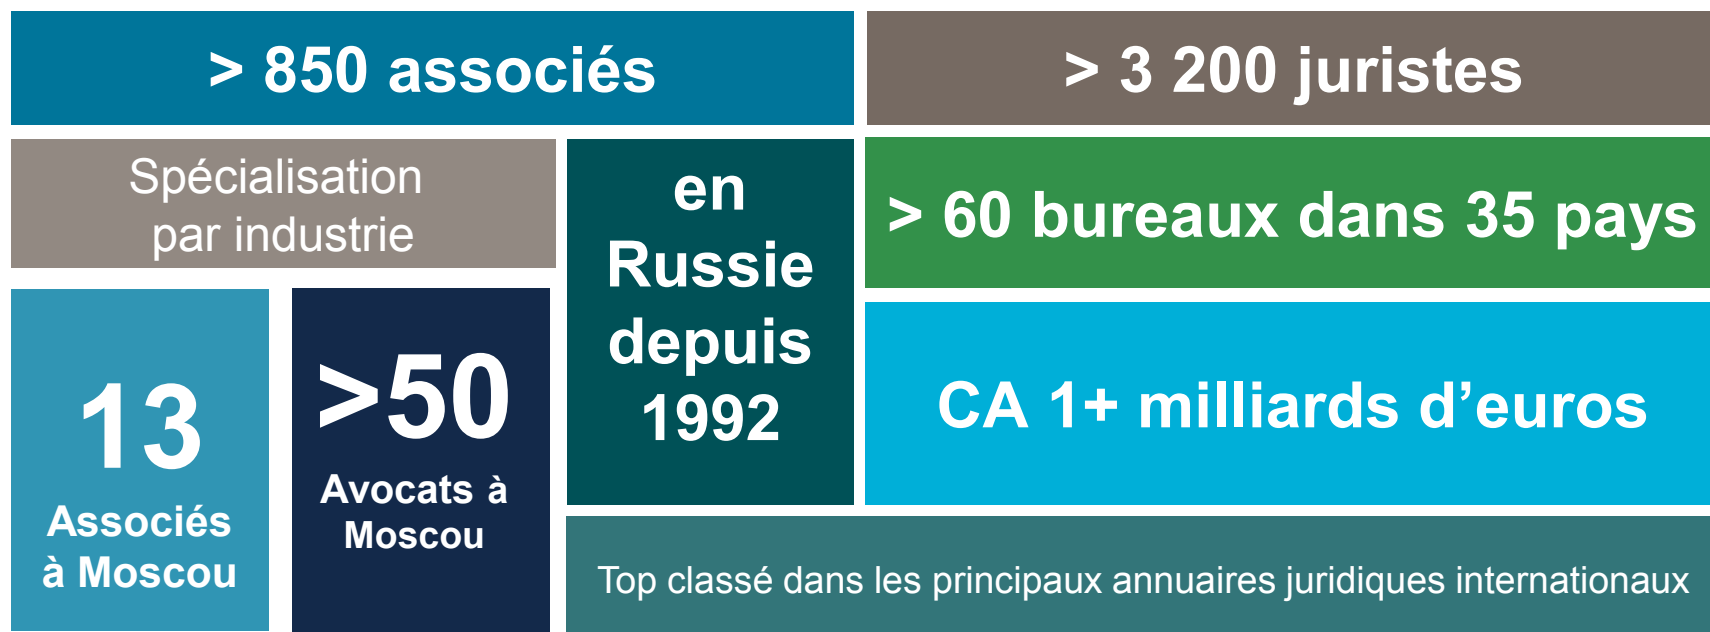 > 850 associés
> 3 200 juristes
Spécialisation
par industrie
en
Russie
depuis
1992
> 60 bureaux dans 35 pays
13
Associés
à Moscou
>50
Avocats à
Moscou
CA 1+ milliards d’euros
Top classé dans les principaux annuaires juridiques internationaux